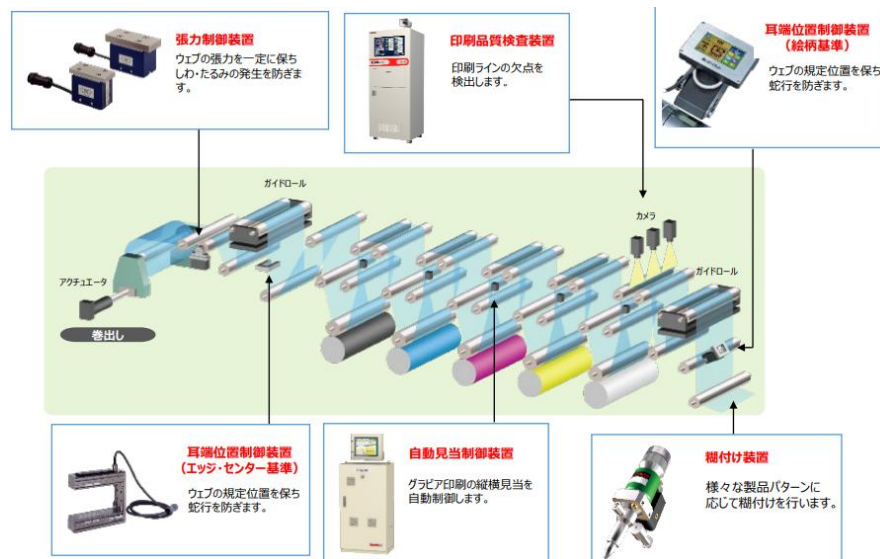 張力制御装置
ウェブの張力を一定に保ち
しわ・たるみの発生を防ぎま
す。
印刷品質検査装置
印刷ラインの欠点を
検出します。
耳端位置制御装置
（絵柄基準）
ウェブの規定位置を保ち
蛇行を防ぎます。
ガイドロール
カメラ
ガイドロール
アクチュエータ
巻出し
耳端位置制御装置
（エッジ・センター基準）
ウェブの規定位置を保ち
蛇行を防ぎます。
自動見当制御装置
グラビア印刷の縦横見当を
自動制御します。
糊付け装置
様々な製品パターンに
応じて糊付けを行います。